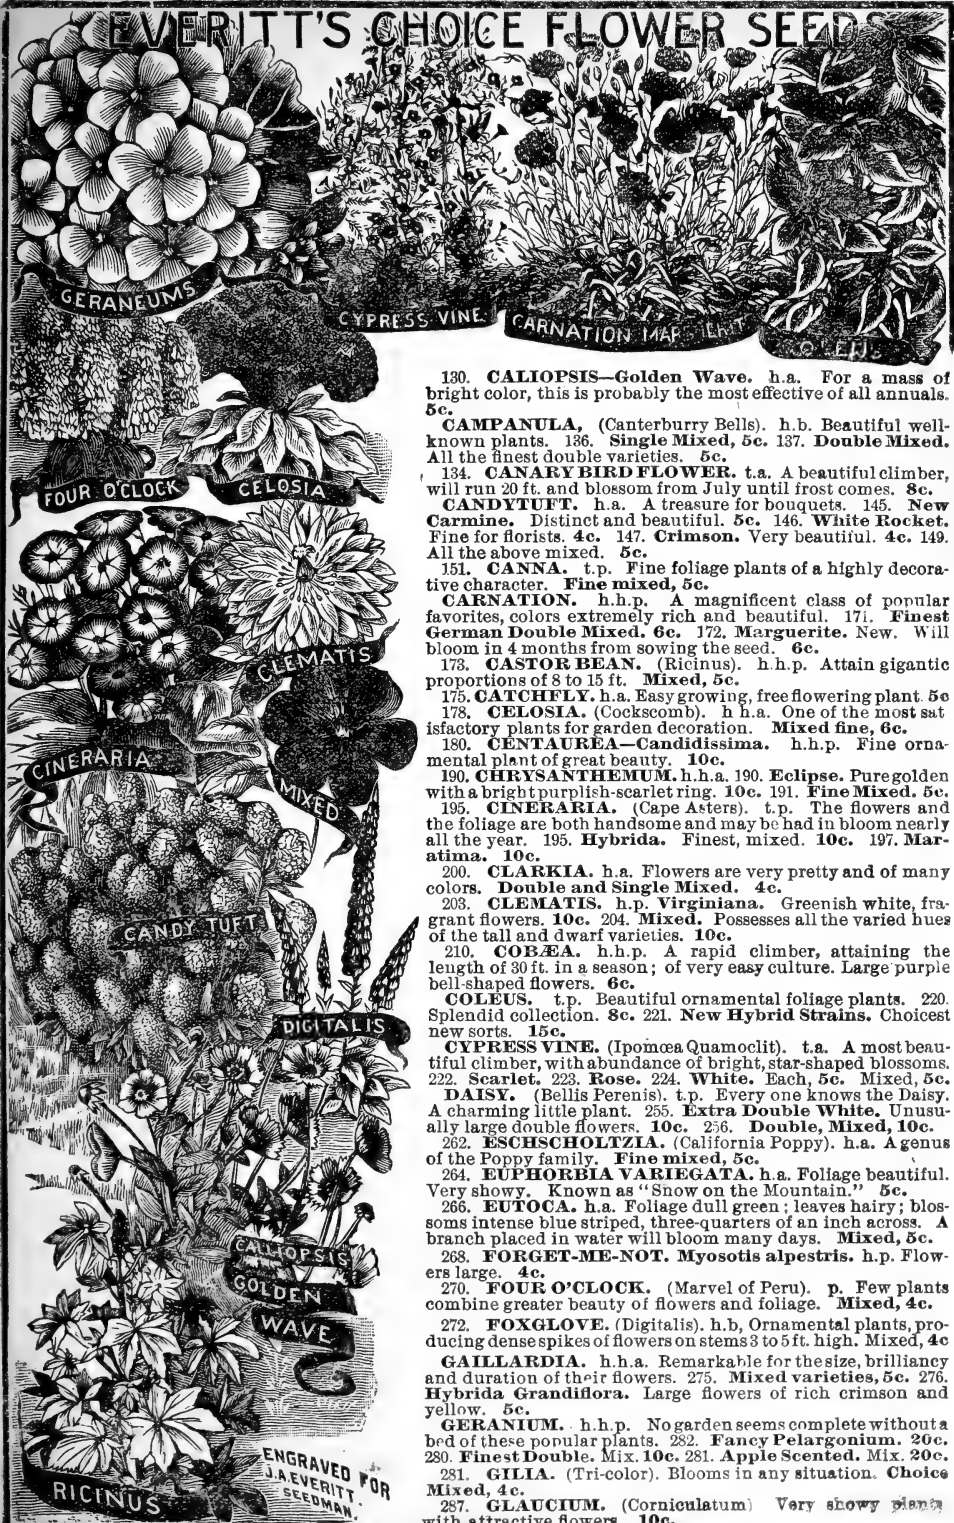 EVERITT'S CHOICE FLOWER SEEDS
GERANEUMS
CYPRESS VINE
CARNATION
FOUR O'CLOCK
CELOSIA
CLEMATIS
CINERARIA
MIXED
CANDY TUFT
DIGITALIS
CALLIOPSIS
GOLDEN
WAVE
RICINUS
ENGRAVED FOR
J.A. EVERITT.
SEEDMAN.
130. CALIOPSIS—Golden Wave. h.a. For a mass of
bright color, this is probably the most effective of all annuals.
5c.
CAMPANULA, (Canterburry Bells). h.b. Beautiful well-
known plants. 136. Single Mixed, 5c. 137. Double Mixed.
All the finest double varieties. 5c.
134. CANARY BIRD FLOWER. t.a. A beautiful climber,
will run 20 ft. and blossom from July until frost comes. 8c.
CANDYTUFT. h.a. A treasure for bouquets. 145. New
Carmine. Distinct and beautiful. 5c. 146. White Rocket.
Fine for florists. 4c. 147. Crimson. Very beautiful. 4c. 149.
All the above mixed. 5c.
151. CANNA. t.p. Fine foliage plants of a highly decora-
tive character. Fine mixed, 5c.
CARNATION. h.h.p. A magnificent class of popular
favorites, colors extremely rich and beautiful. 171. Finest
German Double Mixed. 6c. 172. Marguerite. New. Will
bloom in 4 months from sowing the seed. 6c.
173. CASTOR BEAN. (Ricinus). h.h.p. Attain gigantic
proportions of 8 to 15 ft. Mixed, 5c.
175. CATCHFLY. h.a. Easy growing, free flowering plant. 5c
178. CELOSIA. (Cockscomb). h h.a. One of the most sat
isfactory plants for garden decoration. Mixed fine, 6c.
180. CENTAUREA—Candidissima. h.h.p. Fine orna-
mental plant of great beauty. 10c.
190. CHRYSANTHEMUM. h.h.a. 190. Eclipse. Pure golden
with a bright purplish-scarlet ring. 10c. 191. Fine Mixed. 5c.
195. CINERARIA. (Cape Asters). t.p. The flowers and
the foliage are both handsome and may be had in bloom nearly
all the year. 195. Hybrida. Finest, mixed. 10c. 197. Mar-
atima. 10c.
200. CLARKIA. h.a. Flowers are very pretty and of many
colors. Double and Single Mixed. 4c.
203. CLEMATIS. h.p. Virginiana. Greenish white, fra-
grant flowers. 10c. 204. Mixed. Possesses all the varied hues
of the tall and dwarf varieties. 10c.
210. COBÆA. h.h.p. A rapid climber, attaining the
length of 30 ft. in a season; of very easy culture. Large purple
bell-shaped flowers. 6c.
COLEUS. t.p. Beautiful ornamental foliage plants. 220.
Splendid collection. 8c. 221. New Hybrid Strains. Choicest
new sorts. 15c.
CYPRESS VINE. (Ipomœa Quamoclit). t.a. A most beau-
tiful climber, with abundance of bright, star-shaped blossoms.
222. Scarlet. 223. Rose. 224. White. Each, 5c. Mixed, 5c.
DAISY. (Bellis Perenis). t.p. Every one knows the Daisy.
A charming little plant. 255. Extra Double White. Unusu-
ally large double flowers. 10c. 256. Double, Mixed, 10c.
262. ESCHSCHOLTZIA. (California Poppy). h.a. A genus
of the Poppy family. Fine mixed, 5c.
264. EUPHORBIA VARIEGATA. h.a. Foliage beautiful.
Very showy. Known as "Snow on the Mountain." 5c.
266. EUTOCA. h.a. Foliage dull green; leaves hairy; blos-
soms intense blue striped, three-quarters of an inch across. A
branch placed in water will bloom many days. Mixed, 5c.
268. FORGET-ME-NOT. Myosotis alpestris. h.p. Flow-
ers large. 4c.
270. FOUR O'CLOCK. (Marvel of Peru). p. Few plants
combine greater beauty of flowers and foliage. Mixed, 4c.
272. FOXGLOVE. (Digitalis). h.b, Ornamental plants, pro-
ducing dense spikes of flowers on stems 3 to 5 ft. high. Mixed, 4c
GAILLARDIA. h.h.a. Remarkable for the size, brilliancy
and duration of their flowers. 275. Mixed varieties, 5c. 276.
Hybrida Grandiflora. Large flowers of rich crimson and
yellow. 5c.
GERANIUM. h.h.p. No garden seems complete without a
bed of these popular plants. 282. Fancy Pelargonium. 20c.
280. Finest Double. Mix. 10c. 281. Apple Scented. Mix. 20c.
281. GILIA. (Tri-color). Blooms in any situation. Choice
Mixed, 4c.
287. GLAUCIUM. (Corniculatum) Very showy plants
with attractive flowers. 10c.